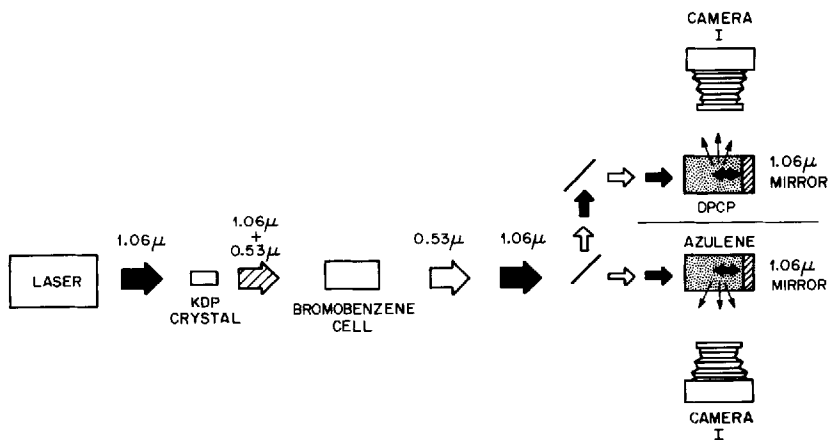 CAMERA
I
1.06μ
MIRROR
DPCP
AZULENE
1.06μ
MIRROR
1.06μ
1.06μ
+
0.53μ
0.53μ
1.06μ
LASER
KDP
CRYSTAL
BROMOBENZENE
CELL
CAMERA
I